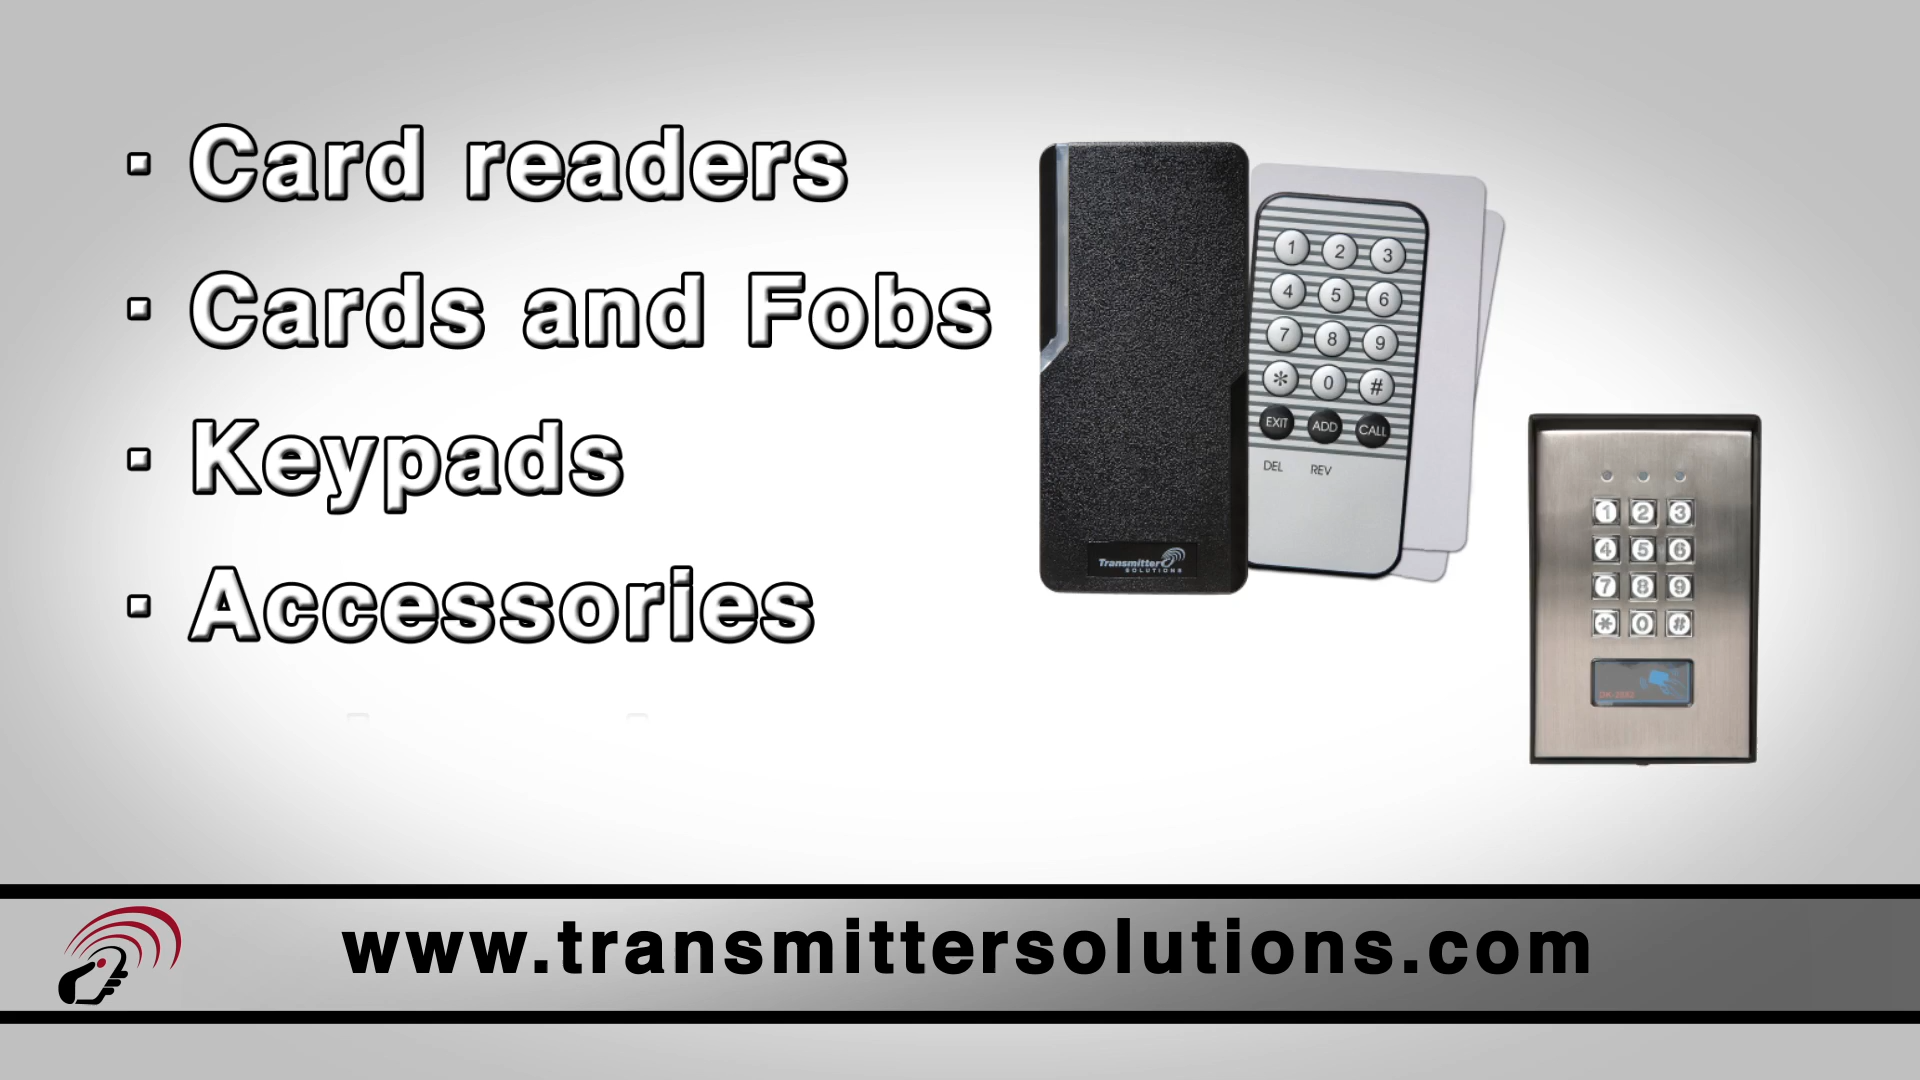 · Card readers
· Cards and Fobs
· Keypads
· Accessories
1 2 3
4 5 6
7 8 9
* 0 #
EXIT ADD CALL
DEL REV
Transmitter
SOLUTIONS
1 2 3
4 5 6
7 8 9
* 0 #
www.transmittersolutions.com